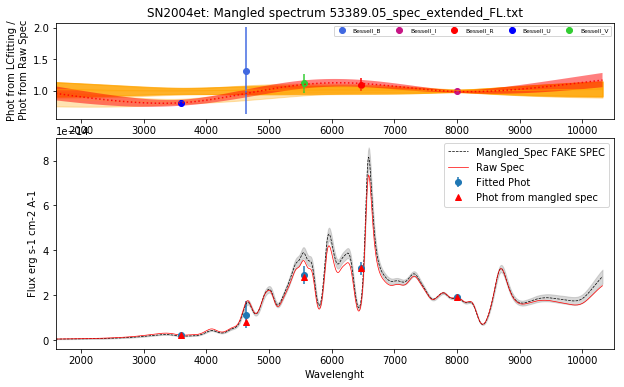 SN2004et: Mangled spectrum 53389.05_spec_extended_FL.txt
Phot from LCfitting /
Phot from Raw Spec
2.0
1.5
1.0
Bessell_B
Bessell_I
Bessell_R
Bessell_U
Bessell_V
2000 3000 4000 5000 6000 7000 8000 9000 10000
1e−14
Flux erg s-1 cm-2 A-1
8
6
4
2
0
Mangled_Spec FAKE SPEC
Raw Spec
Fitted Phot
Phot from mangled spec
2000 3000 4000 5000 6000 7000 8000 9000 10000
Wavelenght